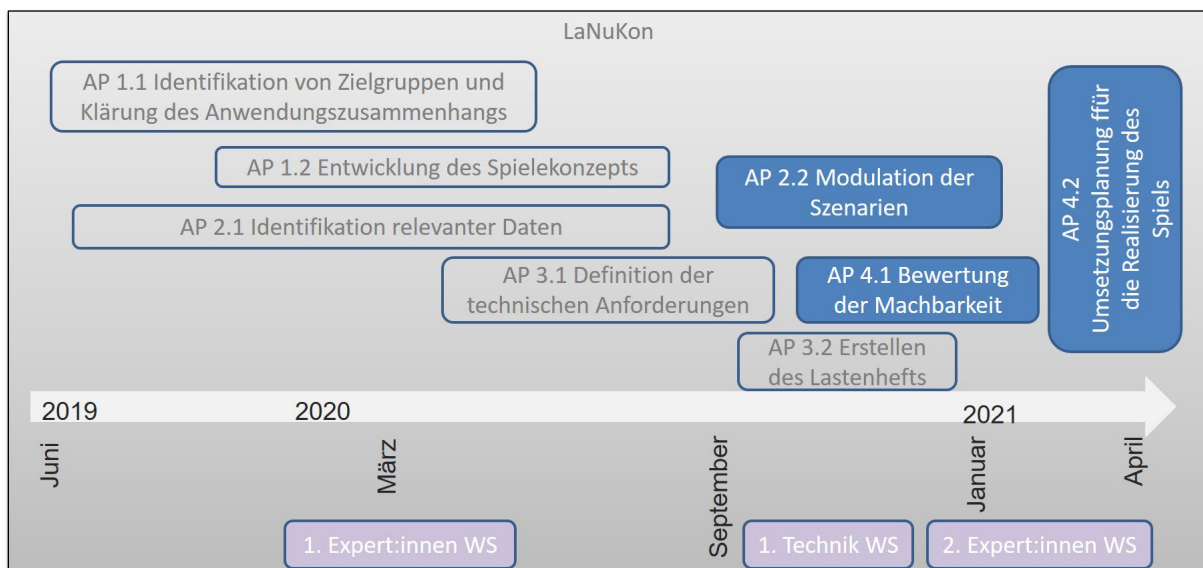 LaNuKon
AP 1.1 Identifikation von Zielgruppen und
Klärung des Anwendungszusammenhangs
AP 1.2 Entwicklung des Spielekonzepts
AP 2.1 Identifikation relevanter Daten
AP 3.1 Definition der
technischen Anforderungen
AP 2.2 Modulation der
Szenarien
AP 4.1 Bewertung
der Machbarkeit
AP 3.2 Erstellen
des Lastenhefts
AP 4.2
Umsetzungsplanung ffür
die Realisierung des
Spiels
2019
2020
2021
Juni
März
September
Januar
April
1. Expert:innen WS
1. Technik WS
2. Expert:innen WS